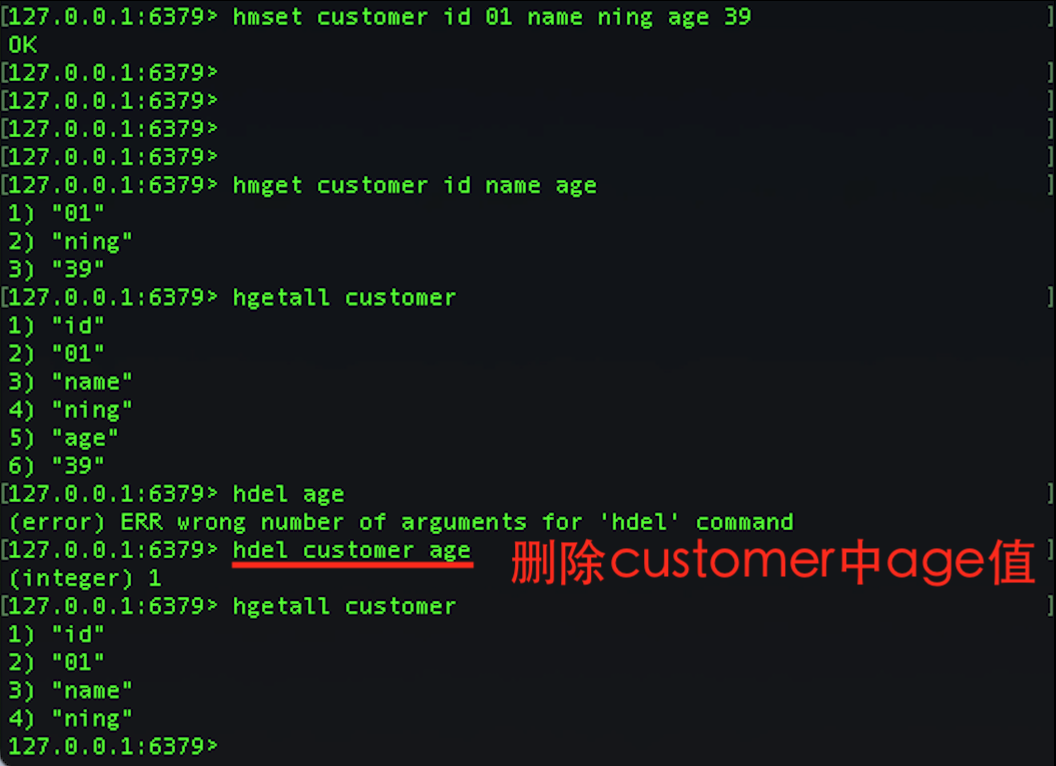 [127.0.0.1:6379> hmset customer id 01 name ning age 39 ]
OK
[127.0.0.1:6379> ]
[127.0.0.1:6379> ]
[127.0.0.1:6379> ]
[127.0.0.1:6379> ]
[127.0.0.1:6379> hmget customer id name age ]
1) "01"
2) "ning"
3) "39"
[127.0.0.1:6379> hgetall customer ]
1) "id"
2) "01"
3) "name"
4) "ning"
5) "age"
6) "39"
[127.0.0.1:6379> hdel age ]
(error) ERR wrong number of arguments for 'hdel' command
[127.0.0.1:6379> hdel customer age ]
删除customer中age值
(integer) 1
[127.0.0.1:6379> hgetall customer ]
1) "id"
2) "01"
3) "name"
4) "ning"
127.0.0.1:6379>